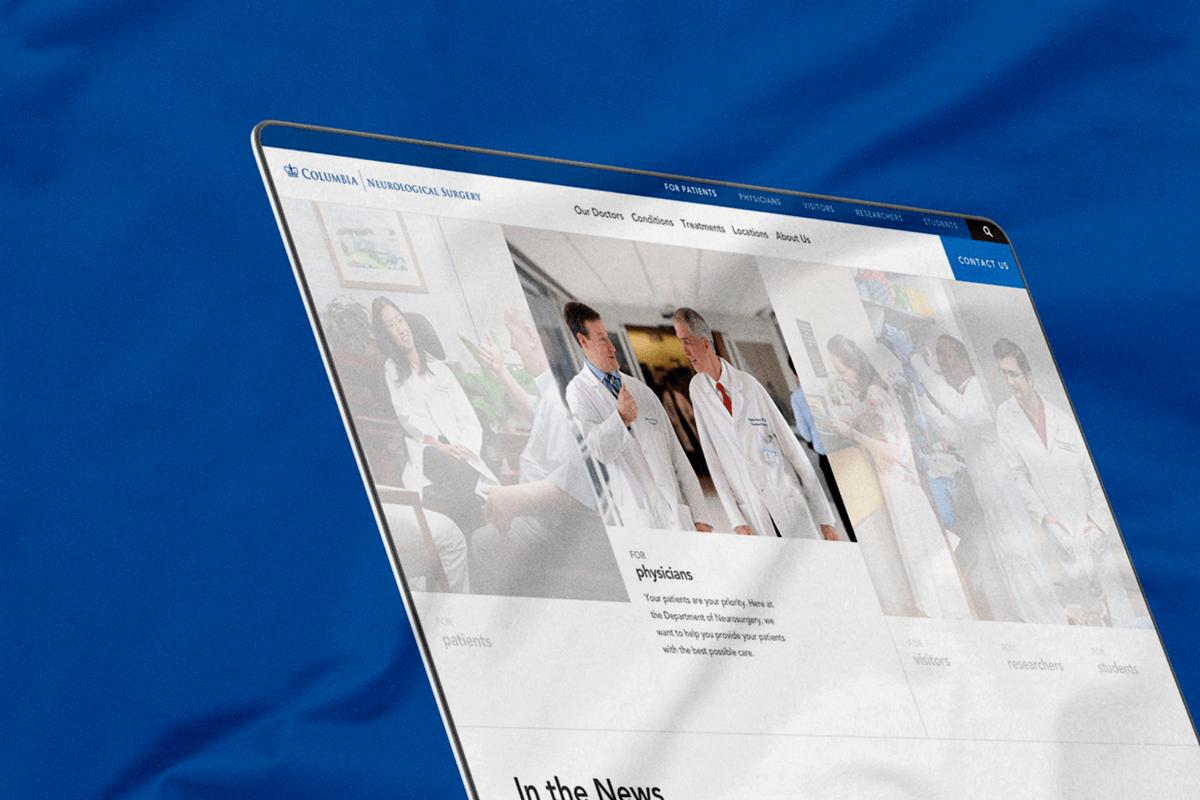 COLUMBIA | NEUROLOGICAL SURGERY
FOR PATIENTS PHYSICIANS VISITORS RESEARCHERS STUDENTS
Our Doctors Conditions Treatments Locations About Us
CONTACT US
FOR
physicians
Your patients are your priority. Here at
the Department of Neurosurgery, we
want to help you provide your patients
with the best possible care.
FOR
patients
FOR
visitors
FOR
researchers
FOR
students
In the News